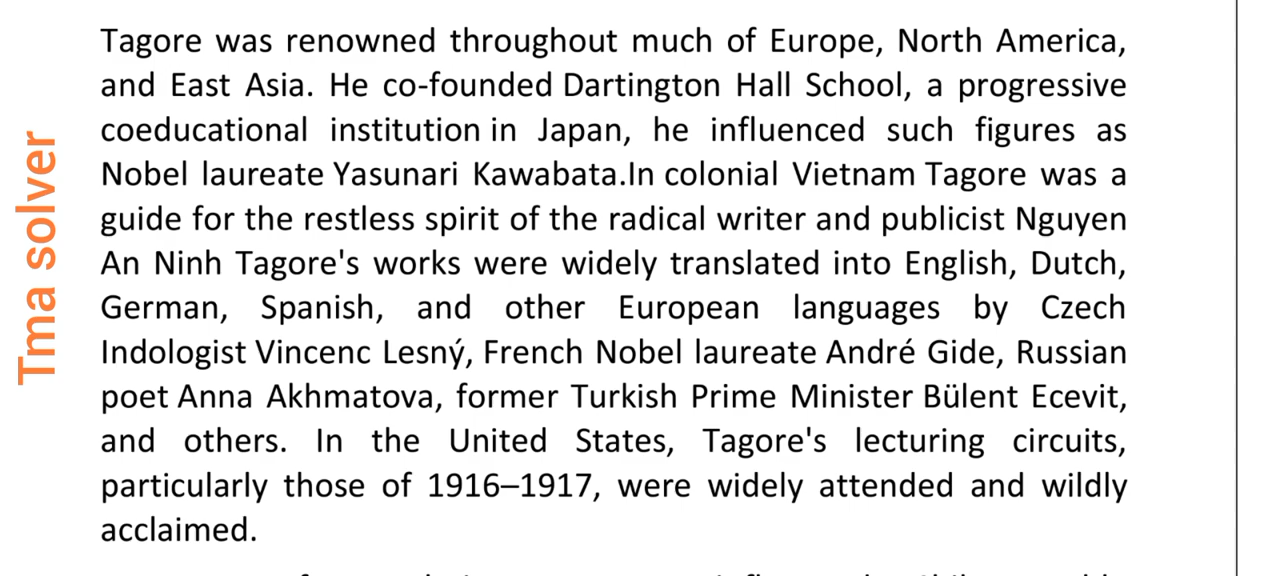 Tagore was renowned throughout much of Europe, North America,
and East Asia. He co-founded Dartington Hall School, a progressive
coeducational institution in Japan, he influenced such figures as
Nobel laureate Yasunari Kawabata.In colonial Vietnam Tagore was a
guide for the restless spirit of the radical writer and publicist Nguyen
An Ninh Tagore's works were widely translated into English, Dutch,
German, Spanish, and other European languages by Czech
Indologist Vincenc Lesný, French Nobel laureate André Gide, Russian
poet Anna Akhmatova, former Turkish Prime Minister Bülent Ecevit,
and others. In the United States, Tagore's lecturing circuits,
particularly those of 1916–1917, were widely attended and wildly
acclaimed.
Tma solver